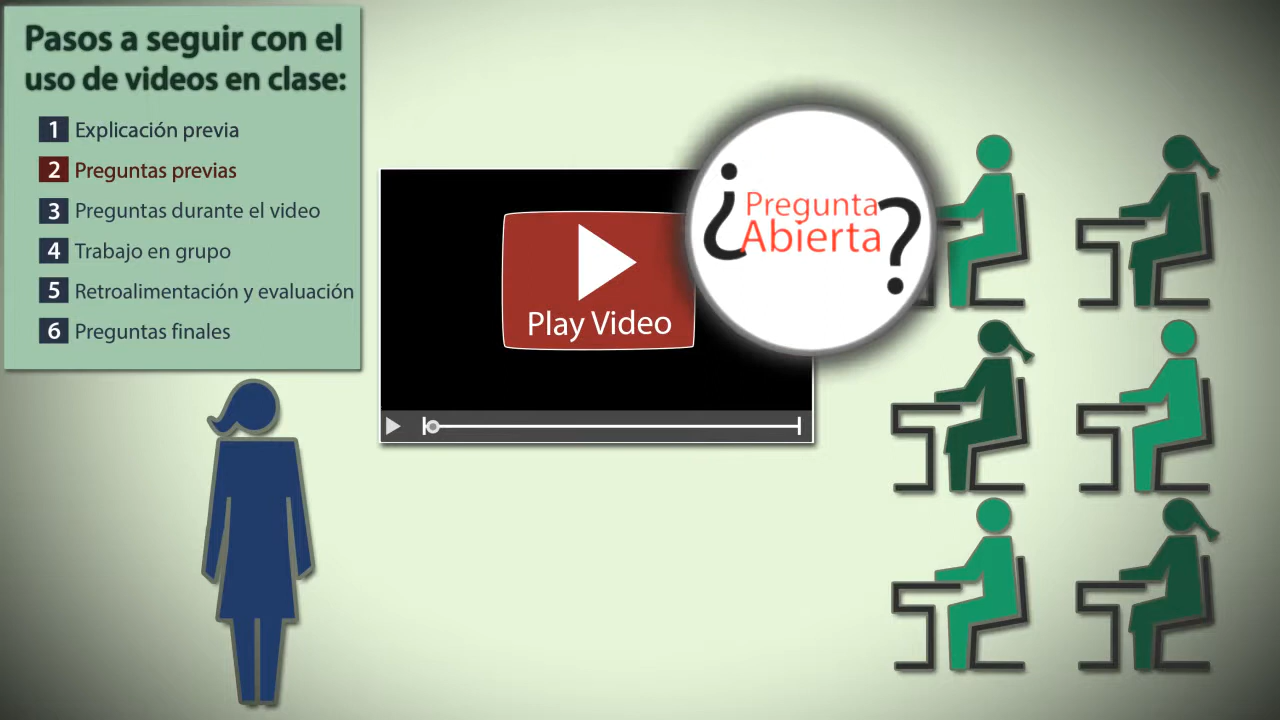 Pasos a seguir con el
uso de videos en clase:
1 Explicación previa
2 Preguntas previas
3 Preguntas durante el video
4 Trabajo en grupo
5 Retroalimentación y evaluación
6 Preguntas finales
¿Pregunta
Abierta?
Play Video